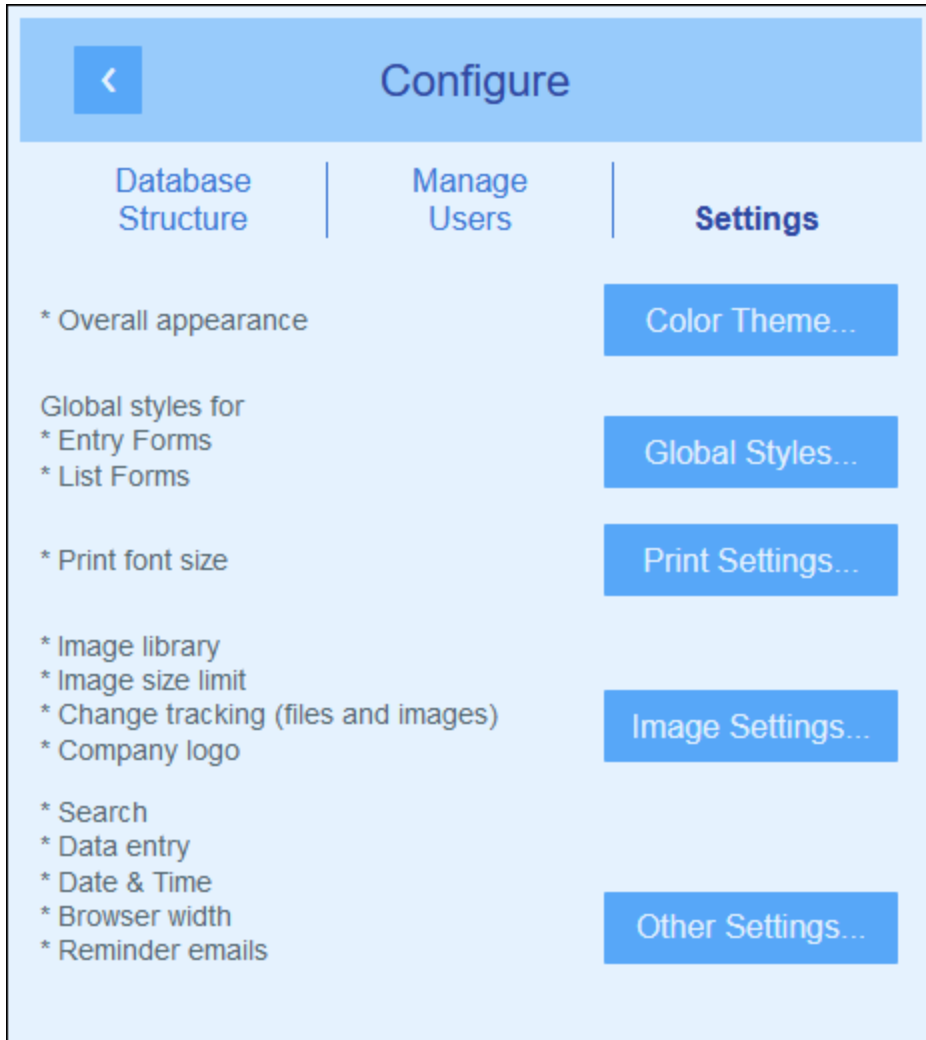 Configure
Database
Structure
Manage
Users
Settings
* Overall appearance
Color Theme...
Global styles for
* Entry Forms
* List Forms
Global Styles...
* Print font size
Print Settings...
* Image library
* Image size limit
* Change tracking (files and images)
* Company logo
Image Settings...
* Search
* Data entry
* Date & Time
* Browser width
* Reminder emails
Other Settings...